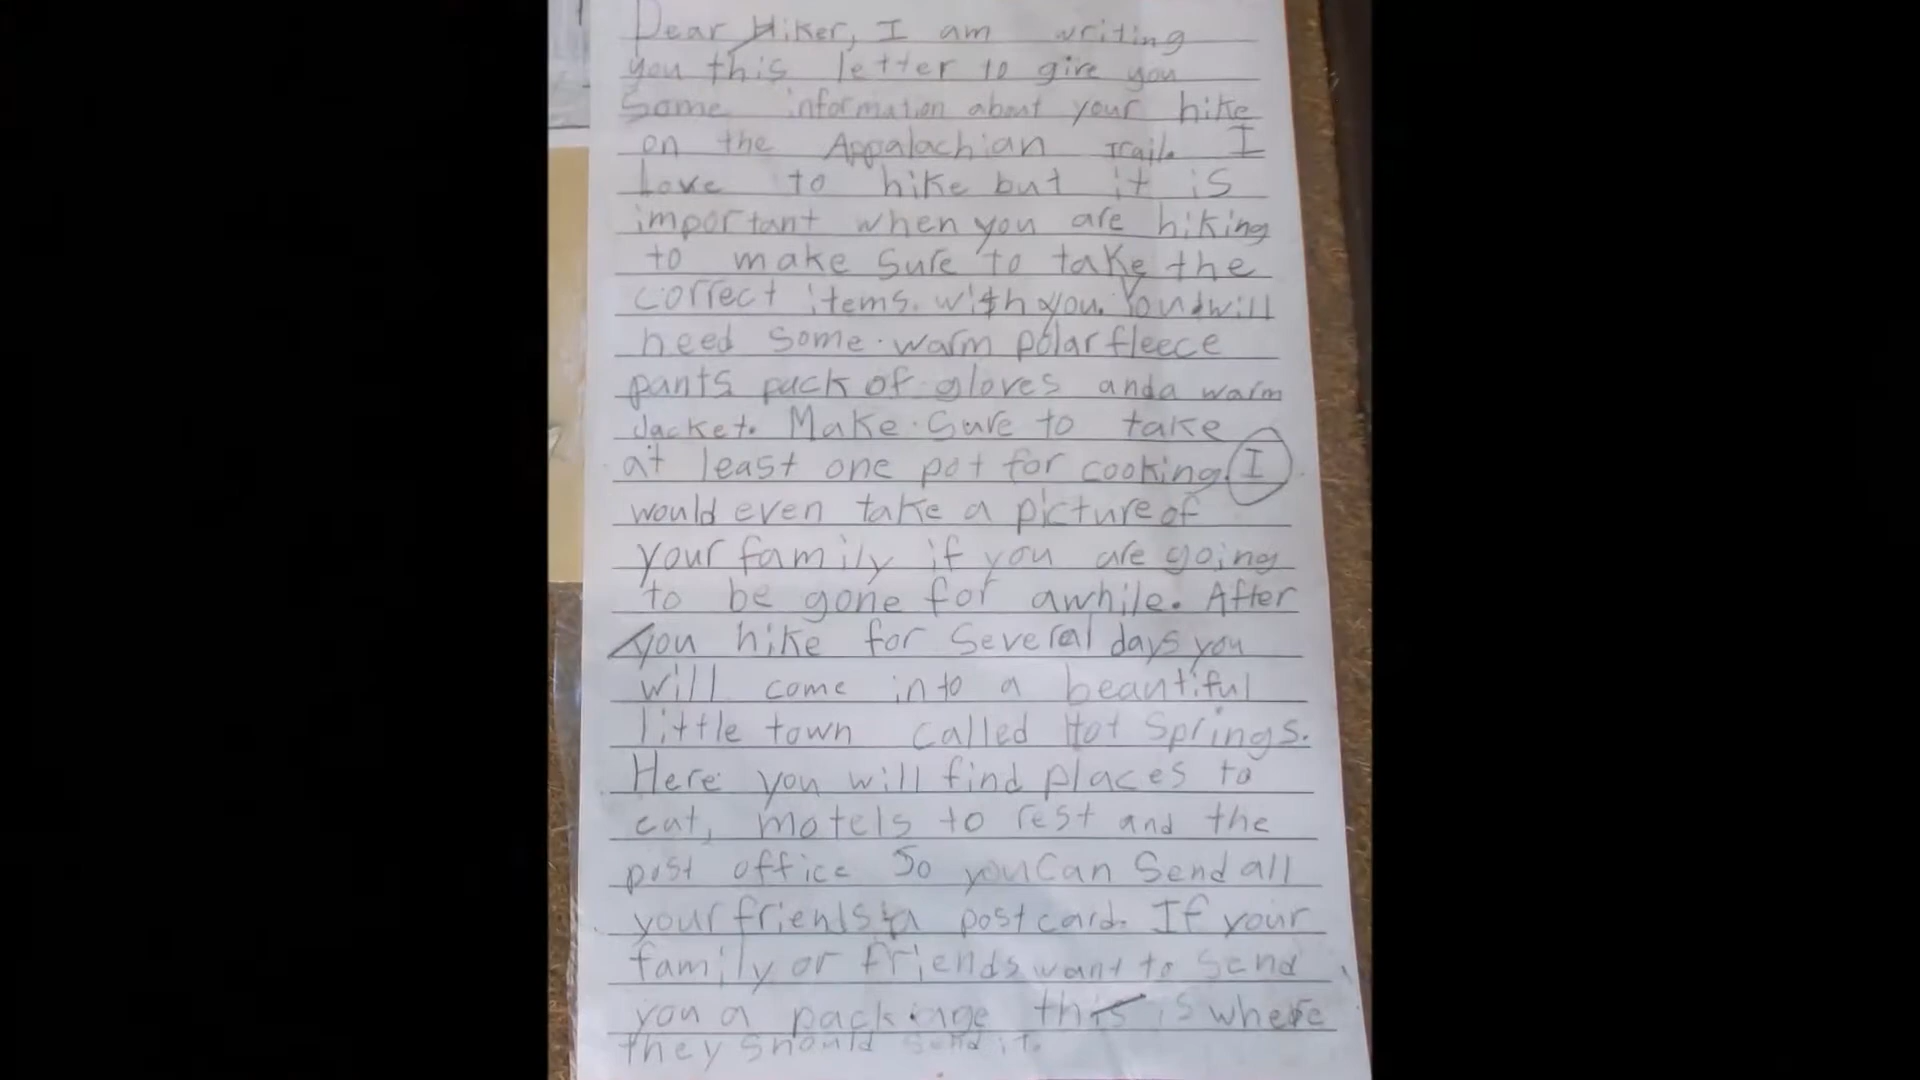 Dear Hiker, I am writing
you this letter to give you
Some information about your hike
on the Appalachian Trail. I
Love to hike but it is
important when you are hiking
to make Sure to take the
correct items. with you. You will
need Some warm polar fleece
pants pack of gloves and a warm
Jacket. Make Sure to take
at least one pot for cooking. I
would even take a picture of
your family if you are going
to be gone for awhile. After
you hike for Several days you
will come into a beautiful
little town called Hot Springs.
Here you will find places to
eat, motels to rest and the
post office So you Can Send all
your friends a postcard. If your
family or friends want to Send
you a package this is where
they should send it.